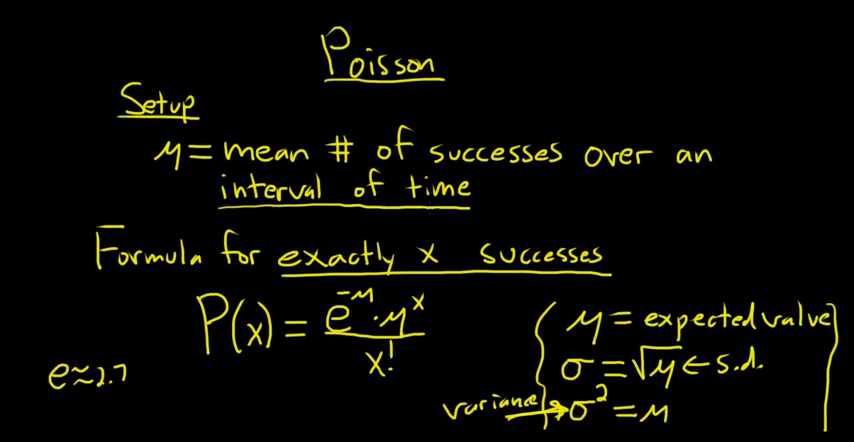 Poisson
Setup
μ = mean # of successes over an
interval of time
Formula for exactly x successes
P(x) = e^-μ · μ^x / x!
e≈2.7
μ = expected value
σ = √μ ← s.d.
variance → σ² = μ